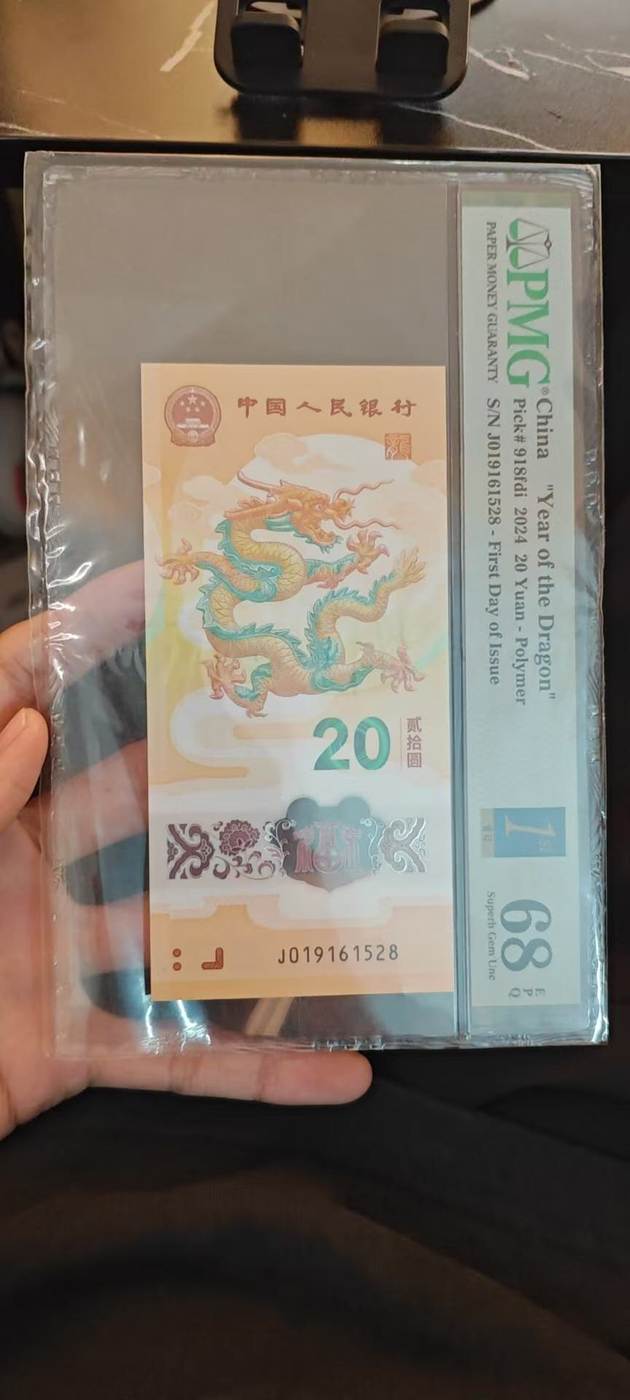 中国人民银行
20
贰拾圆
J019161528
PMG®
PAPER MONEY GUARANTY
China "Year of the Dragon"
Pick# 918fdi 2024 20 Yuan - Polymer
S/N J019161528 - First Day of Issue
1ST
68
EPQ
Superb Gem Unc